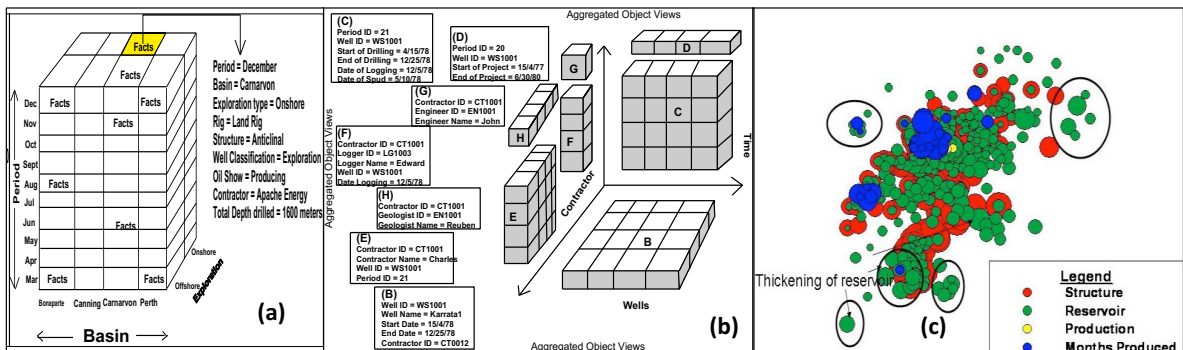 (a)
Facts
Facts
Facts
Facts
Facts
Facts
Facts
Facts
Facts
Period
Dec
Nov
Oct
Sept
Aug
Jul
Jun
May
Apr
Mar
Bonaparte Canning Carnarvon Perth
Basin
Onshore
Offshore
Exploration
Period = December
Basin = Carnarvon
Exploration type = Onshore
Rig = Land Rig
Structure = Anticlinal
Well Classification = Exploration
Oil Show = Producing
Contractor = Apache Energy
Total Depth drilled = 1600 meters
(b)
Aggregated Object Views
Aggregated Object Views
Aggregated Object Views
(C)
Period ID = 21
Well ID = WS1001
Start of Drilling = 4/15/78
End of Drilling = 12/25/78
Date of Logging = 12/5/78
Date of Spud = 5/10/78
(D)
Period ID = 20
Well ID = WS1001
Start of Project = 15/4/77
End of Project = 6/30/80
(G)
Contractor ID = CT1001
Engineer ID = EN1001
Engineer Name = John
(F)
Contractor ID = CT1001
Logger ID = LG1003
Logger Name = Edward
Well ID = WS1001
Date Logging = 12/5/78
(H)
Contractor ID = CT1001
Geologist ID = EN1001
Geologist Name = Reuben
(E)
Contractor ID = CT1001
Contractor Name = Charles
Well ID = WS1001
Period ID = 21
(B)
Well ID = WS1001
Well Name = Karrata1
Start Date = 15/4/78
End Date = 12/25/78
Contractor ID = CT0012
G
D
H
F
C
E
B
Contractor
Time
Wells
(c)
Thickening of reservoir
Legend
Structure
Reservoir
Production
Months Produced